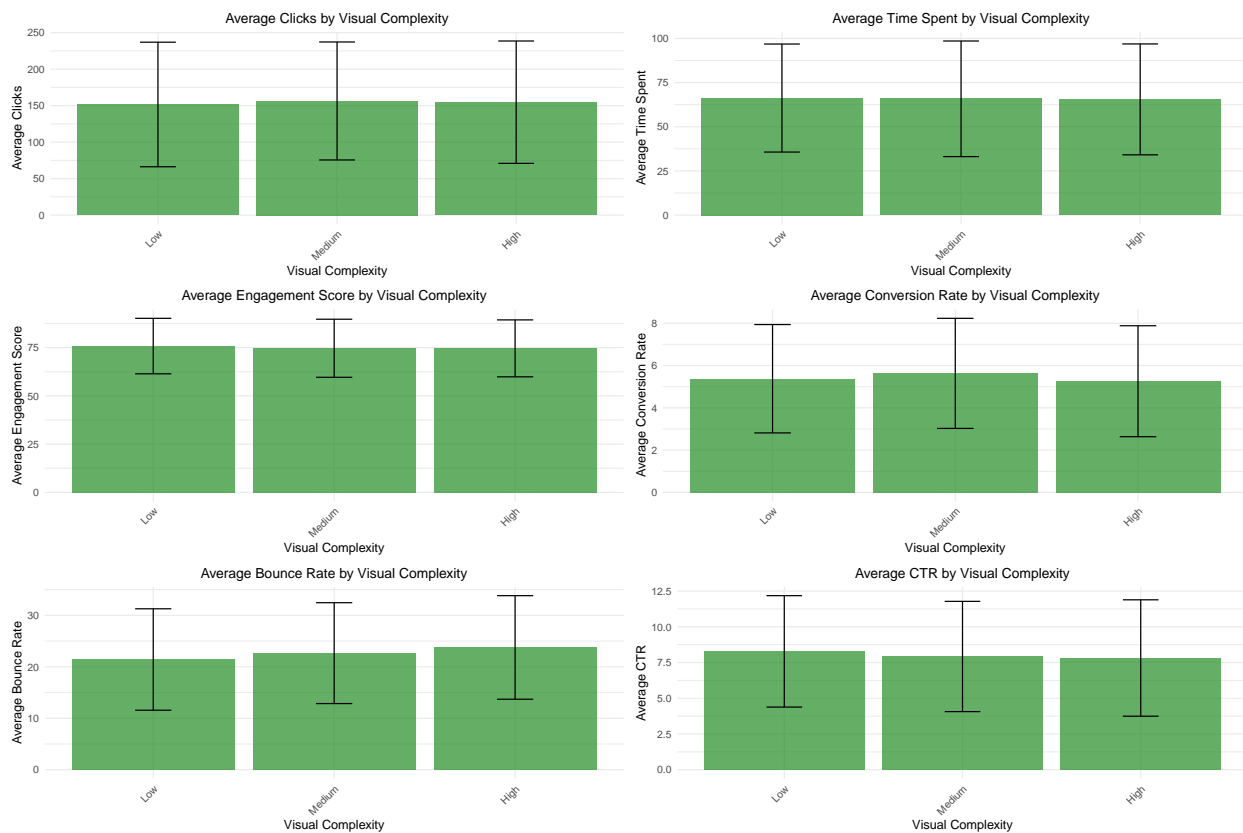 Average Clicks by Visual Complexity
Average Clicks
250
200
150
100
50
0
Low
Medium
High
Visual Complexity
Average Time Spent by Visual Complexity
Average Time Spent
100
75
50
25
0
Low
Medium
High
Visual Complexity
Average Engagement Score by Visual Complexity
Average Engagement Score
75
50
25
0
Low
Medium
High
Visual Complexity
Average Conversion Rate by Visual Complexity
Average Conversion Rate
8
6
4
2
0
Low
Medium
High
Visual Complexity
Average Bounce Rate by Visual Complexity
Average Bounce Rate
30
20
10
0
Low
Medium
High
Visual Complexity
Average CTR by Visual Complexity
Average CTR
12.5
10.0
7.5
5.0
2.5
0.0
Low
Medium
High
Visual Complexity